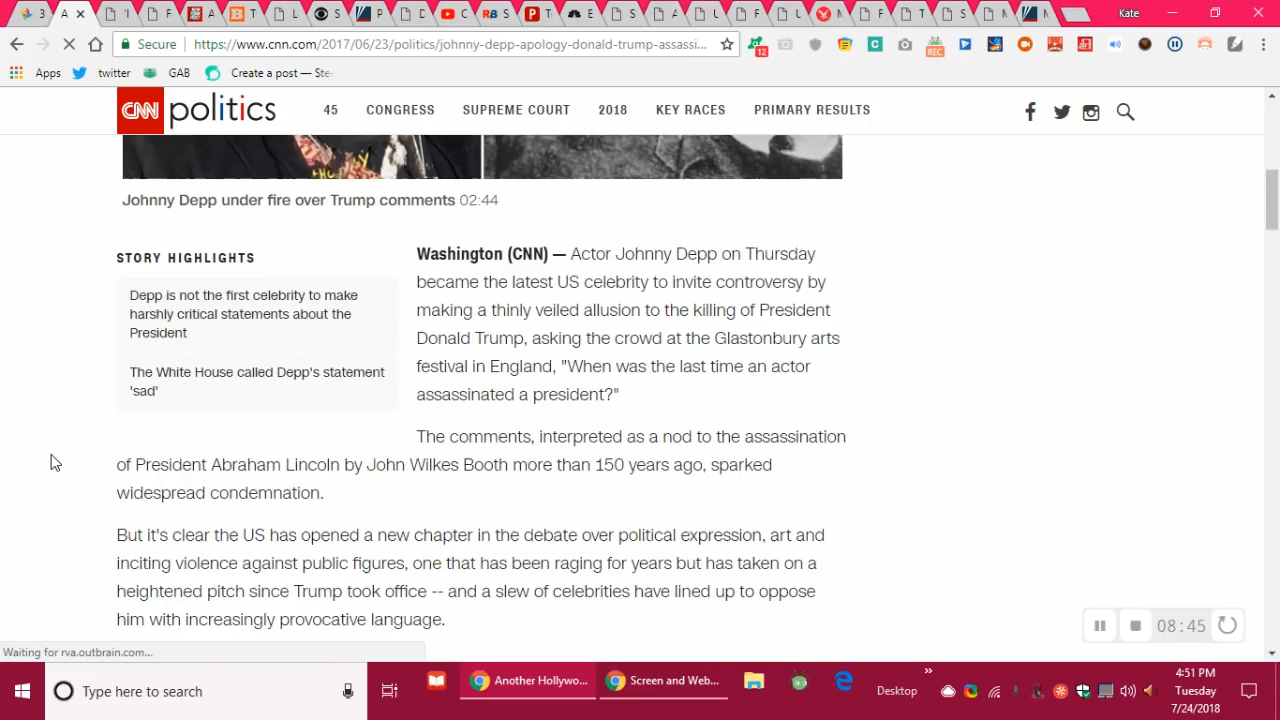 3 A T L S P D C RB P E S A F U M F T S M M Kate
Secure https://www.cnn.com/2017/06/23/politics/johnny-depp-apology-donald-trump-assassi...
12 REC
Apps twitter GAB Create a post — Ste
CNN politics 45 CONGRESS SUPREME COURT 2018 KEY RACES PRIMARY RESULTS
Johnny Depp under fire over Trump comments 02:44
STORY HIGHLIGHTS
Depp is not the first celebrity to make
harshly critical statements about the
President
The White House called Depp's statement
'sad'
Washington (CNN) — Actor Johnny Depp on Thursday
became the latest US celebrity to invite controversy by
making a thinly veiled allusion to the killing of President
Donald Trump, asking the crowd at the Glastonbury arts
festival in England, "When was the last time an actor
assassinated a president?"
The comments, interpreted as a nod to the assassination
of President Abraham Lincoln by John Wilkes Booth more than 150 years ago, sparked
widespread condemnation.
But it's clear the US has opened a new chapter in the debate over political expression, art and
inciting violence against public figures, one that has been raging for years but has taken on a
heightened pitch since Trump took office -- and a slew of celebrities have lined up to oppose
him with increasingly provocative language.
08:45
Waiting for rva.outbrain.com...
Type here to search
Another Hollywo...
Screen and Web...
Desktop
4:51 PM
Tuesday
7/24/2018